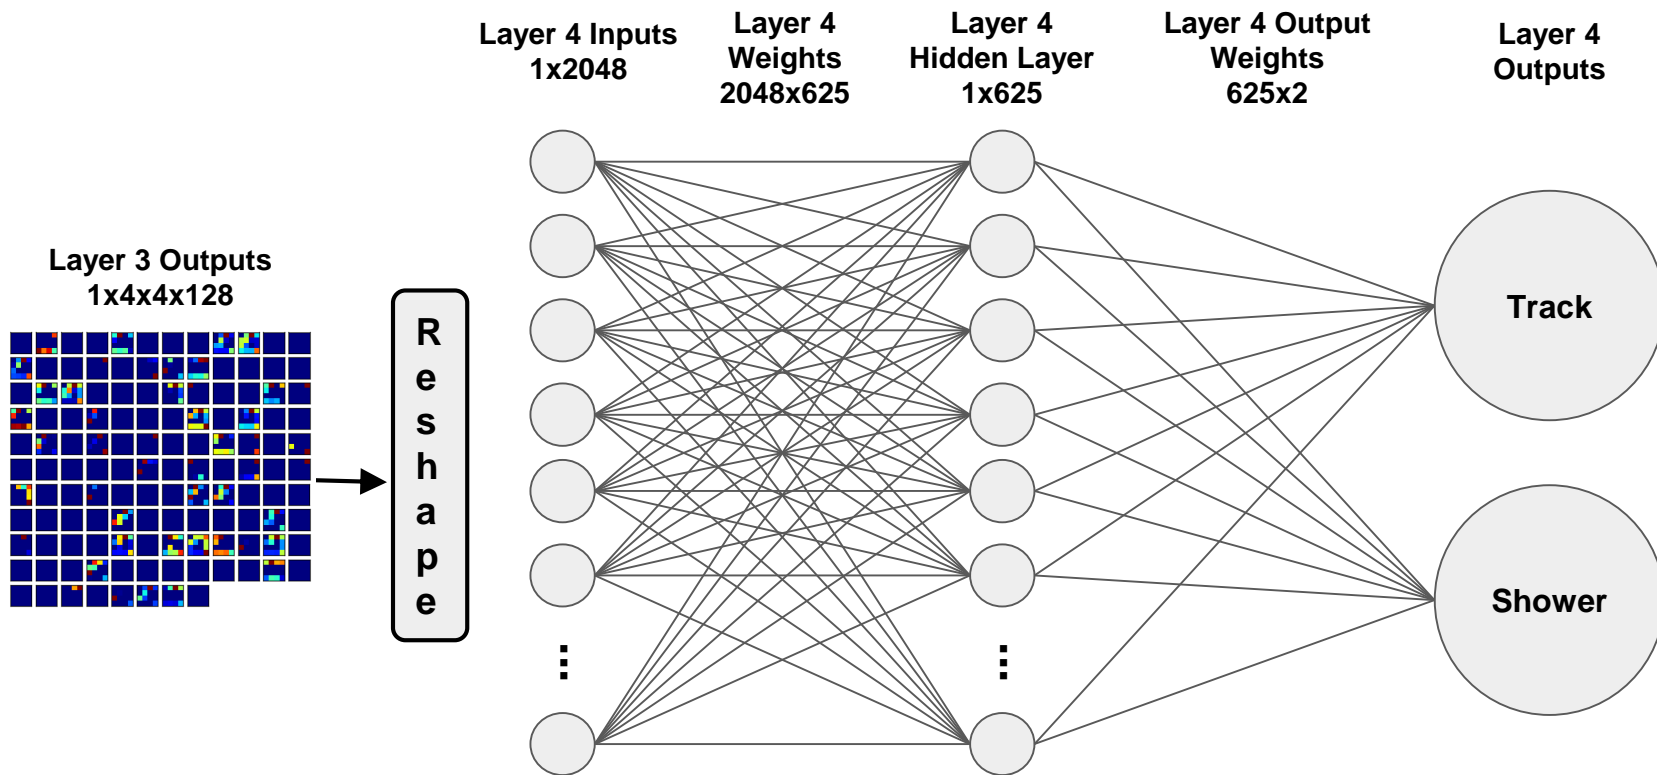 Layer 4 Inputs
1x2048
Layer 4
Weights
2048x625
Layer 4
Hidden Layer
1x625
Layer 4 Output
Weights
625x2
Layer 4
Outputs
Layer 3 Outputs
1x4x4x128
Reshape
Track
Shower